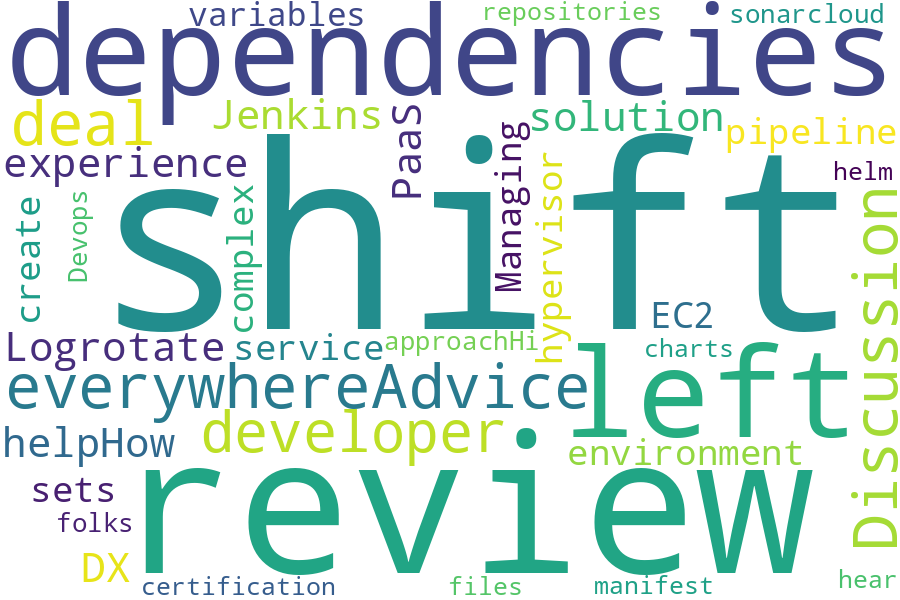 variables
repositories
sonarcloud
dependencies
deal
Jenkins
PaaS
solution
pipeline
experience
Managing
helm
shift
create
Devops
complex
hypervisor
Discussion
EC2
Logrotate
service
approachHi
charts
everywhereAdvice
left
helpHow
developer
environment
review
sets
folks
DX
certification
files
manifest
hear